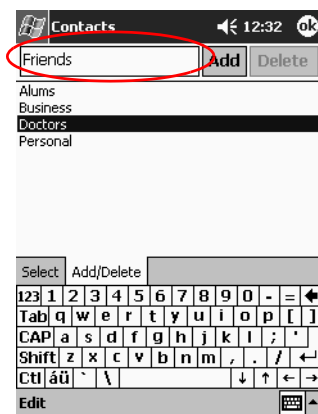 Contacts 12:32 ok
Friends Add Delete
Alums
Business
Doctors
Personal
Select Add/Delete
123 1 2 3 4 5 6 7 8 9 0 - =
Tab q w e r t y u i o p [ ]
CAP a s d f g h j k l ; '
Shift z x c v b n m , . /
Ctl áü ` \
Edit